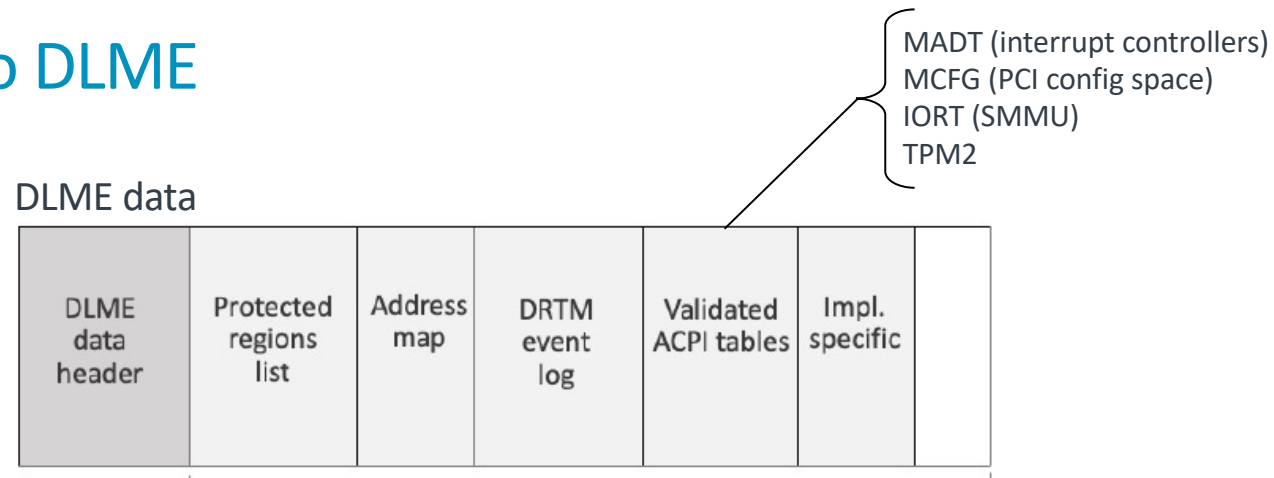 o DLME
MADT (interrupt controllers)
MCFG (PCI config space)
IORT (SMMU)
TPM2
DLME data
DLME
data
header
Protected
regions
list
Address
map
DRTM
event
log
Validated
ACPI tables
Impl.
specific